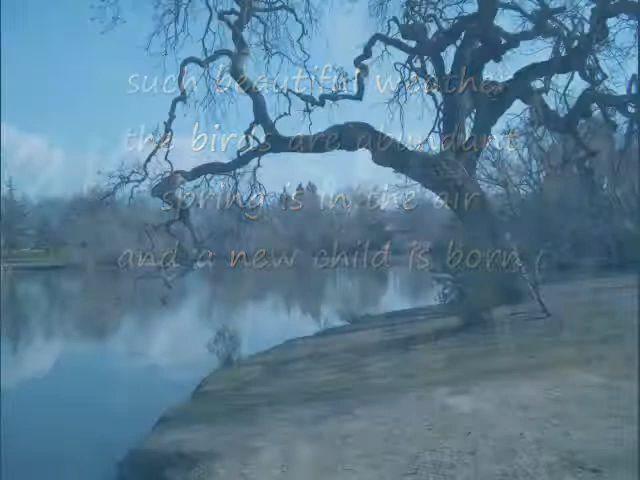 such beautiful weather
the birds are abundant
spring is in the air
and a new child is born